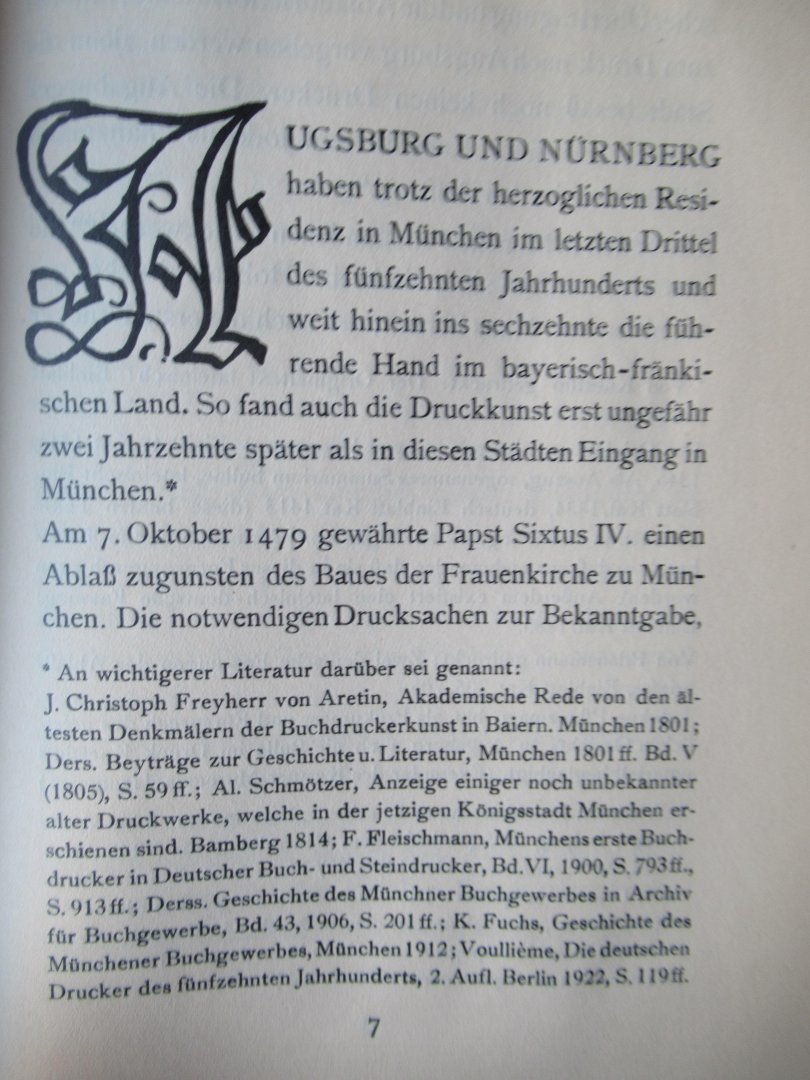 AUGSBURG UND NÜRNBERG
haben trotz der herzoglichen Resi-
denz in München im letzten Drittel
des fünfzehnten Jahrhunderts und
weit hinein ins sechzehnte die füh-
rende Hand im bayerisch-fränki-
schen Land. So fand auch die Druckkunst erst ungefähr
zwei Jahrzehnte später als in diesen Städten Eingang in
München.*
Am 7. Oktober 1479 gewährte Papst Sixtus IV. einen
Ablaß zugunsten des Baues der Frauenkirche zu Mün-
chen. Die notwendigen Drucksachen zur Bekanntgabe,
* An wichtigerer Literatur darüber sei genannt:
J. Christoph Freyherr von Aretin, Akademische Rede von den äl-
testen Denkmälern der Buchdruckerkunst in Baiern. München 1801;
Ders. Beyträge zur Geschichte u. Literatur, München 1801 ff. Bd. V
(1805), S. 59 ff.; Al. Schmötzer, Anzeige einiger noch unbekannter
alter Druckwerke, welche in der jetzigen Königsstadt München er-
schienen sind. Bamberg 1814; F. Fleischmann, Münchens erste Buch-
drucker in Deutscher Buch- und Steindrucker, Bd. VI, 1900, S. 793 ff.,
S. 913 ff.; Derss. Geschichte des Münchner Buchgewerbes in Archiv
für Buchgewerbe, Bd. 43, 1906, S. 201 ff.; K. Fuchs, Geschichte des
Münchener Buchgewerbes, München 1912; Voullième, Die deutschen
Drucker des fünfzehnten Jahrhunderts, 2. Aufl. Berlin 1922, S. 119 ff.
7